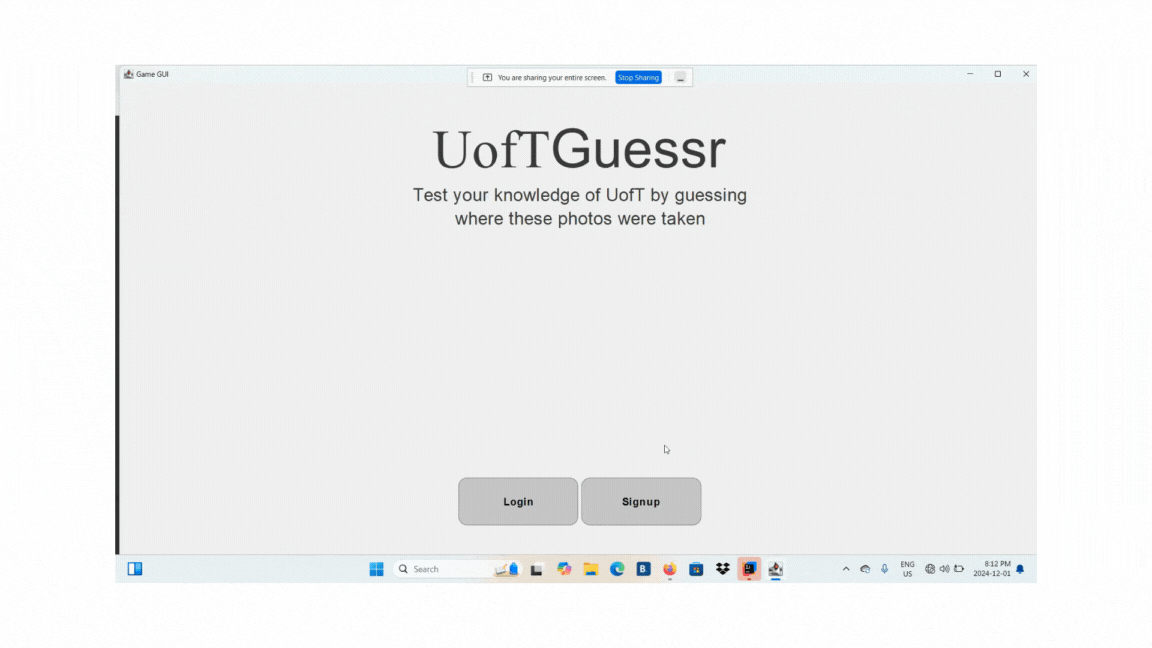 Game GUI
You are sharing your entire screen. Stop Sharing
UofTGuessr
Test your knowledge of UofT by guessing
where these photos were taken
Login Signup
Search
B
ENG
US
8:12 PM
2024-12-01